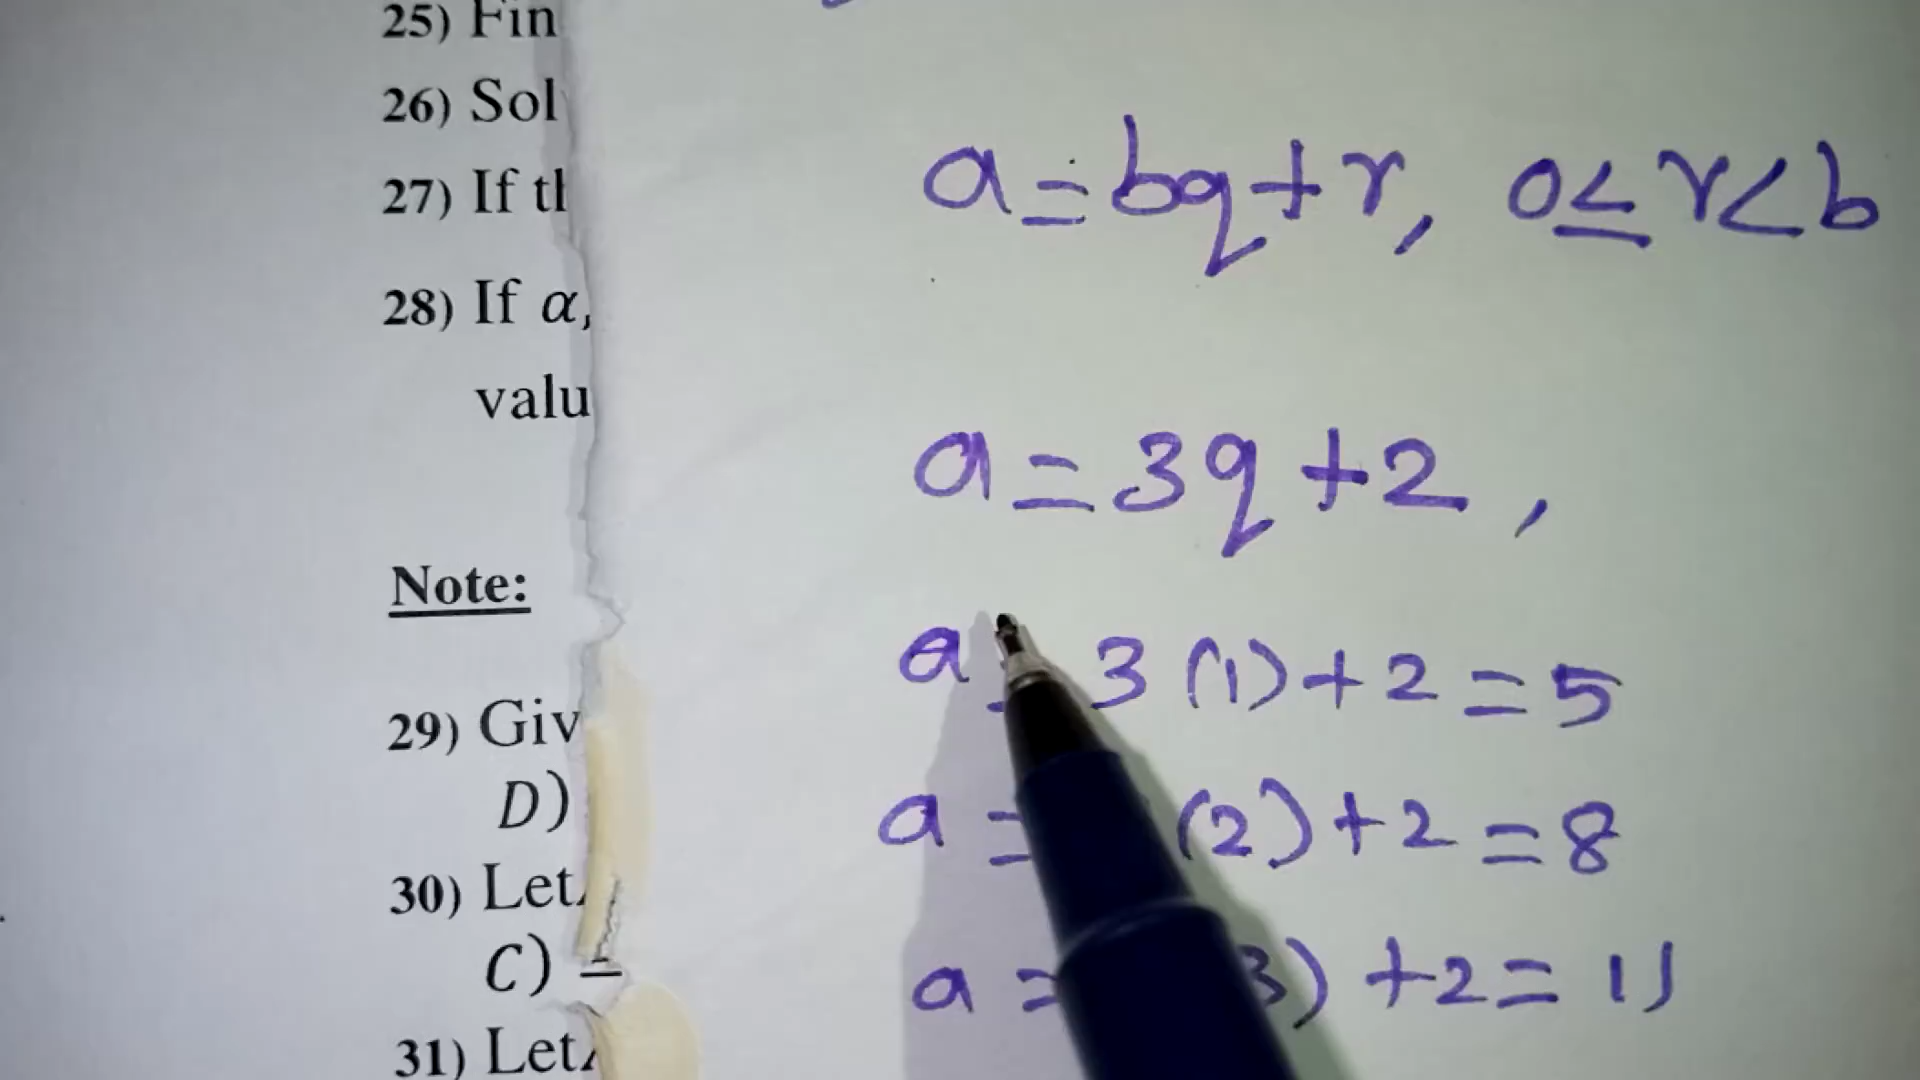 25) Fin
26) Sol
27) If th
28) If α,
valu
Note:
29) Giv
D)
30) Let
C) =
31) Let
a = bq + r, 0 ≤ r < b
a = 3q + 2,
a = 3 (1) + 2 = 5
a = (2) + 2 = 8
a = 3) + 2 = 11